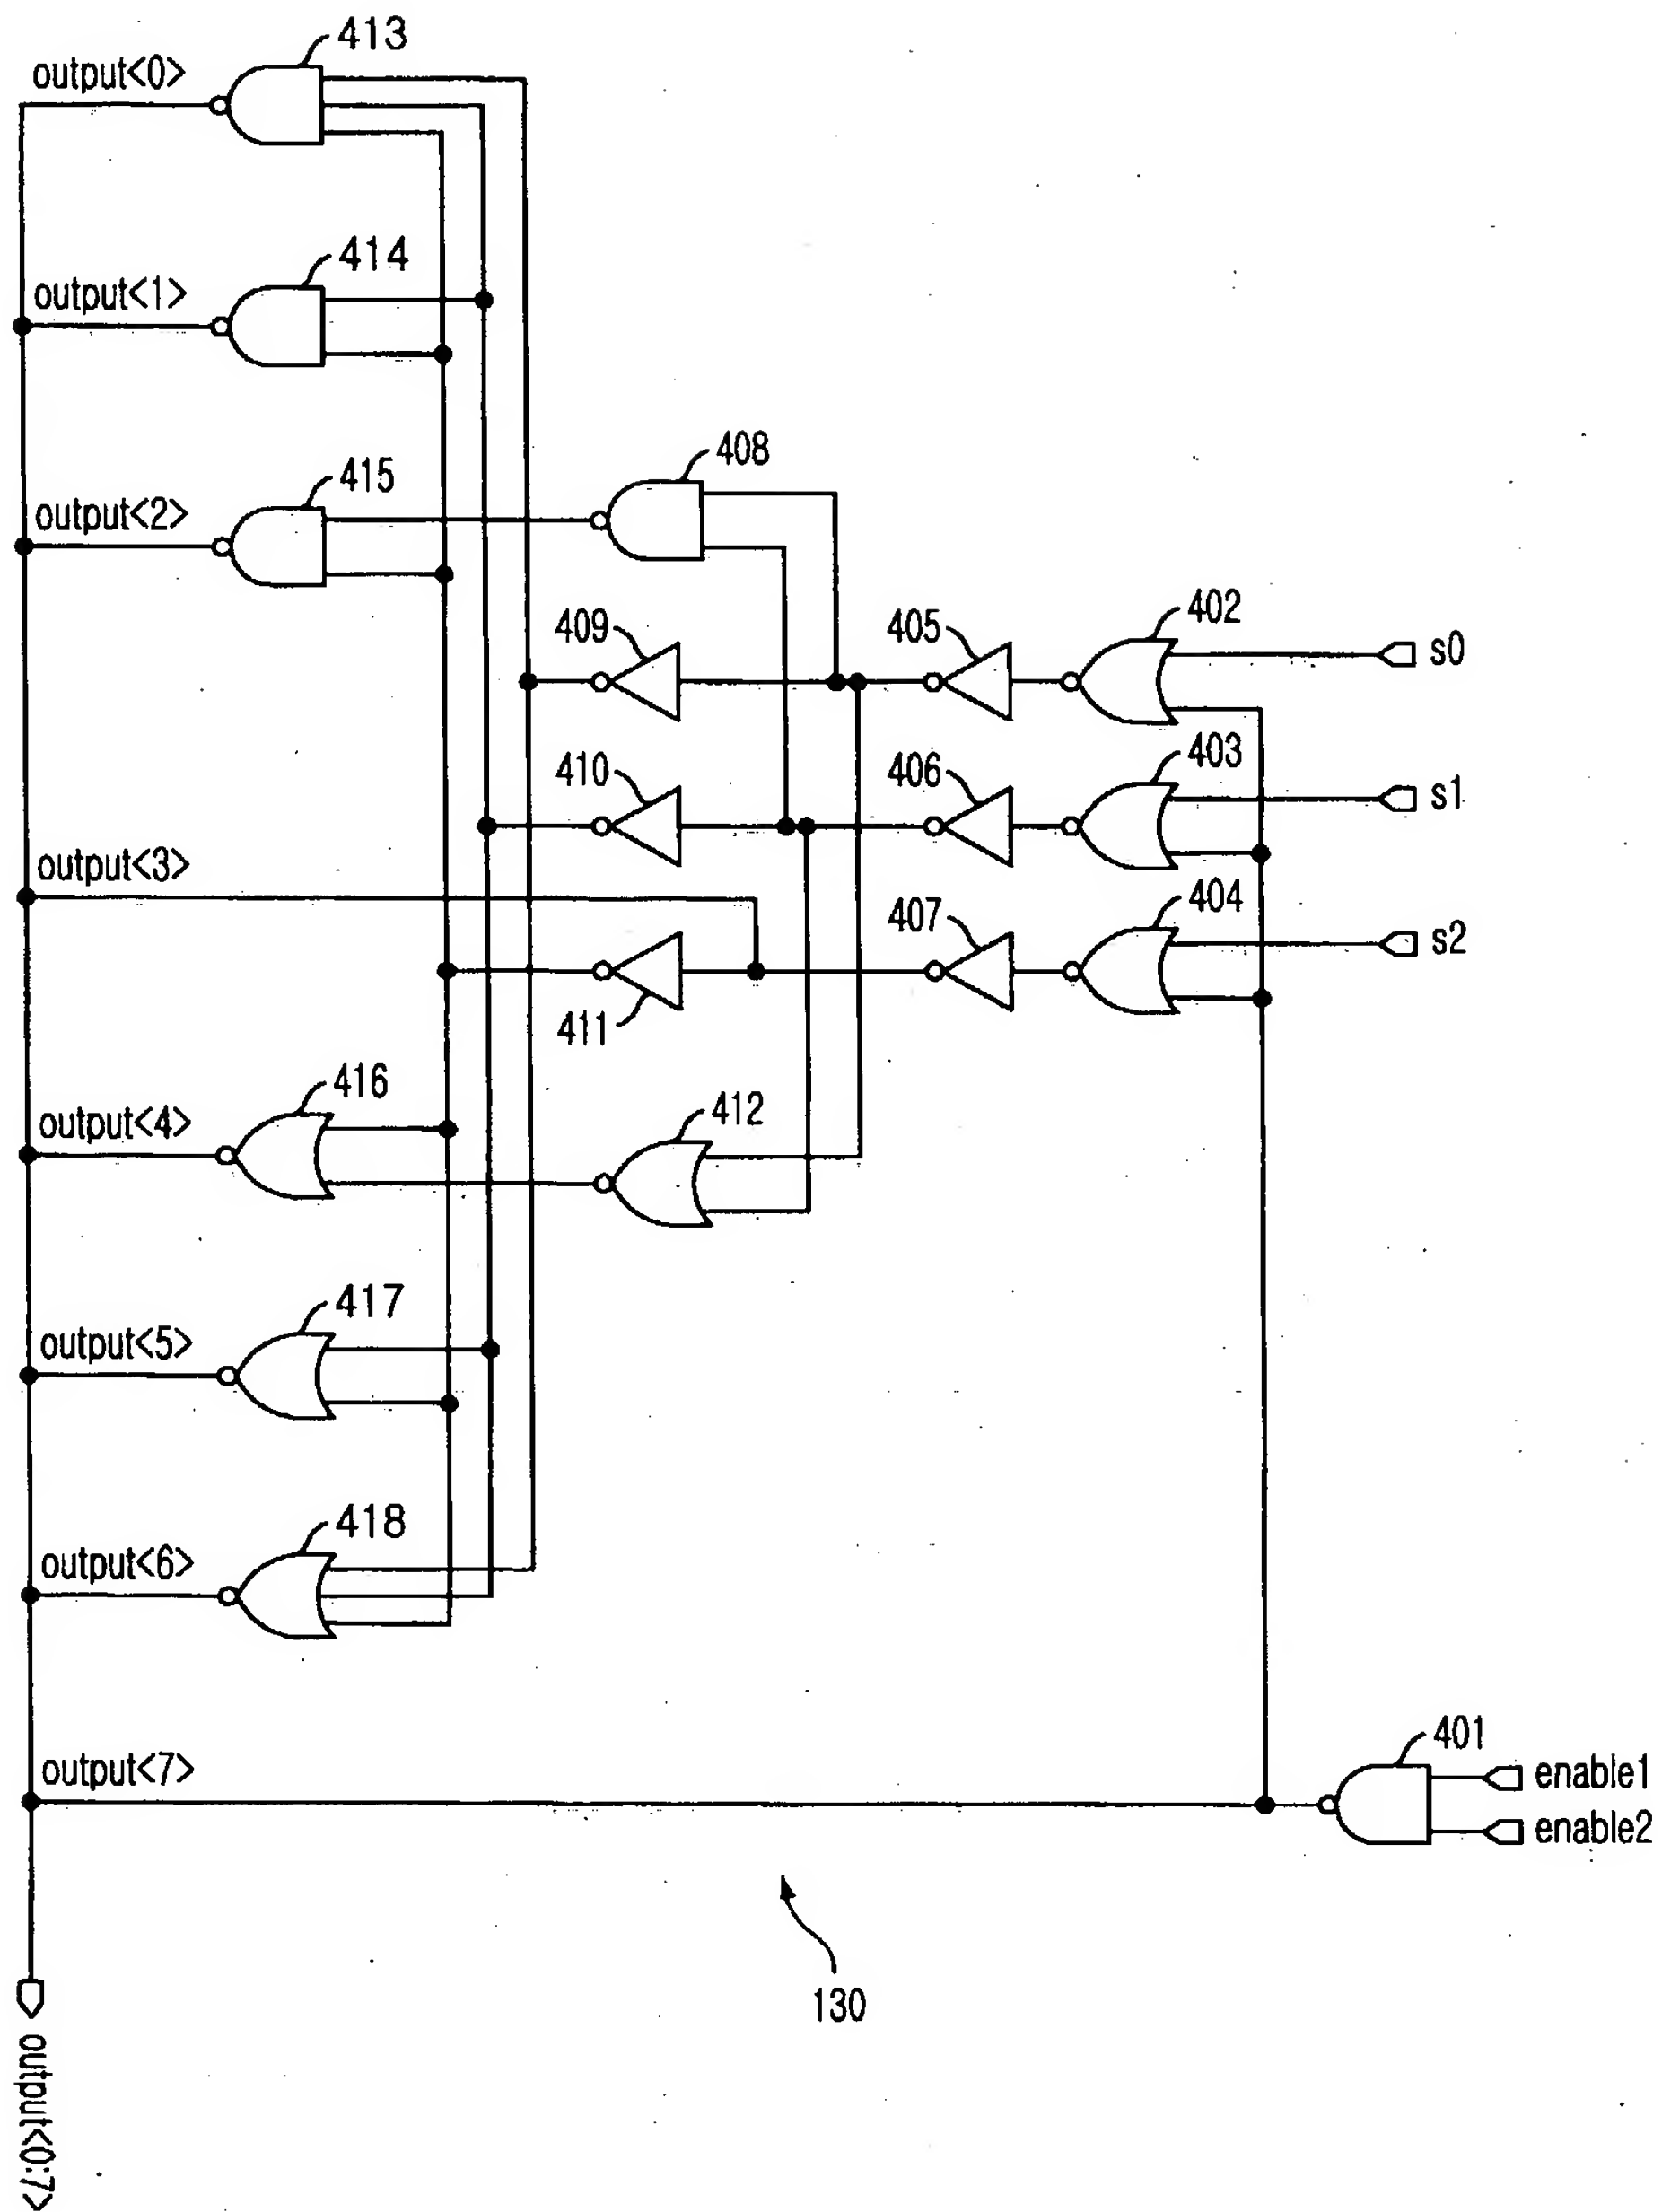 413
output<0>
414
output<1>
408
415
output<2>
402
409
405
s0
403
410
406
s1
output<3>
404
407
s2
411
416
412
output<4>
417
output<5>
418
output<6>
401
output<7>
enable1
enable2
130
output<0:7>